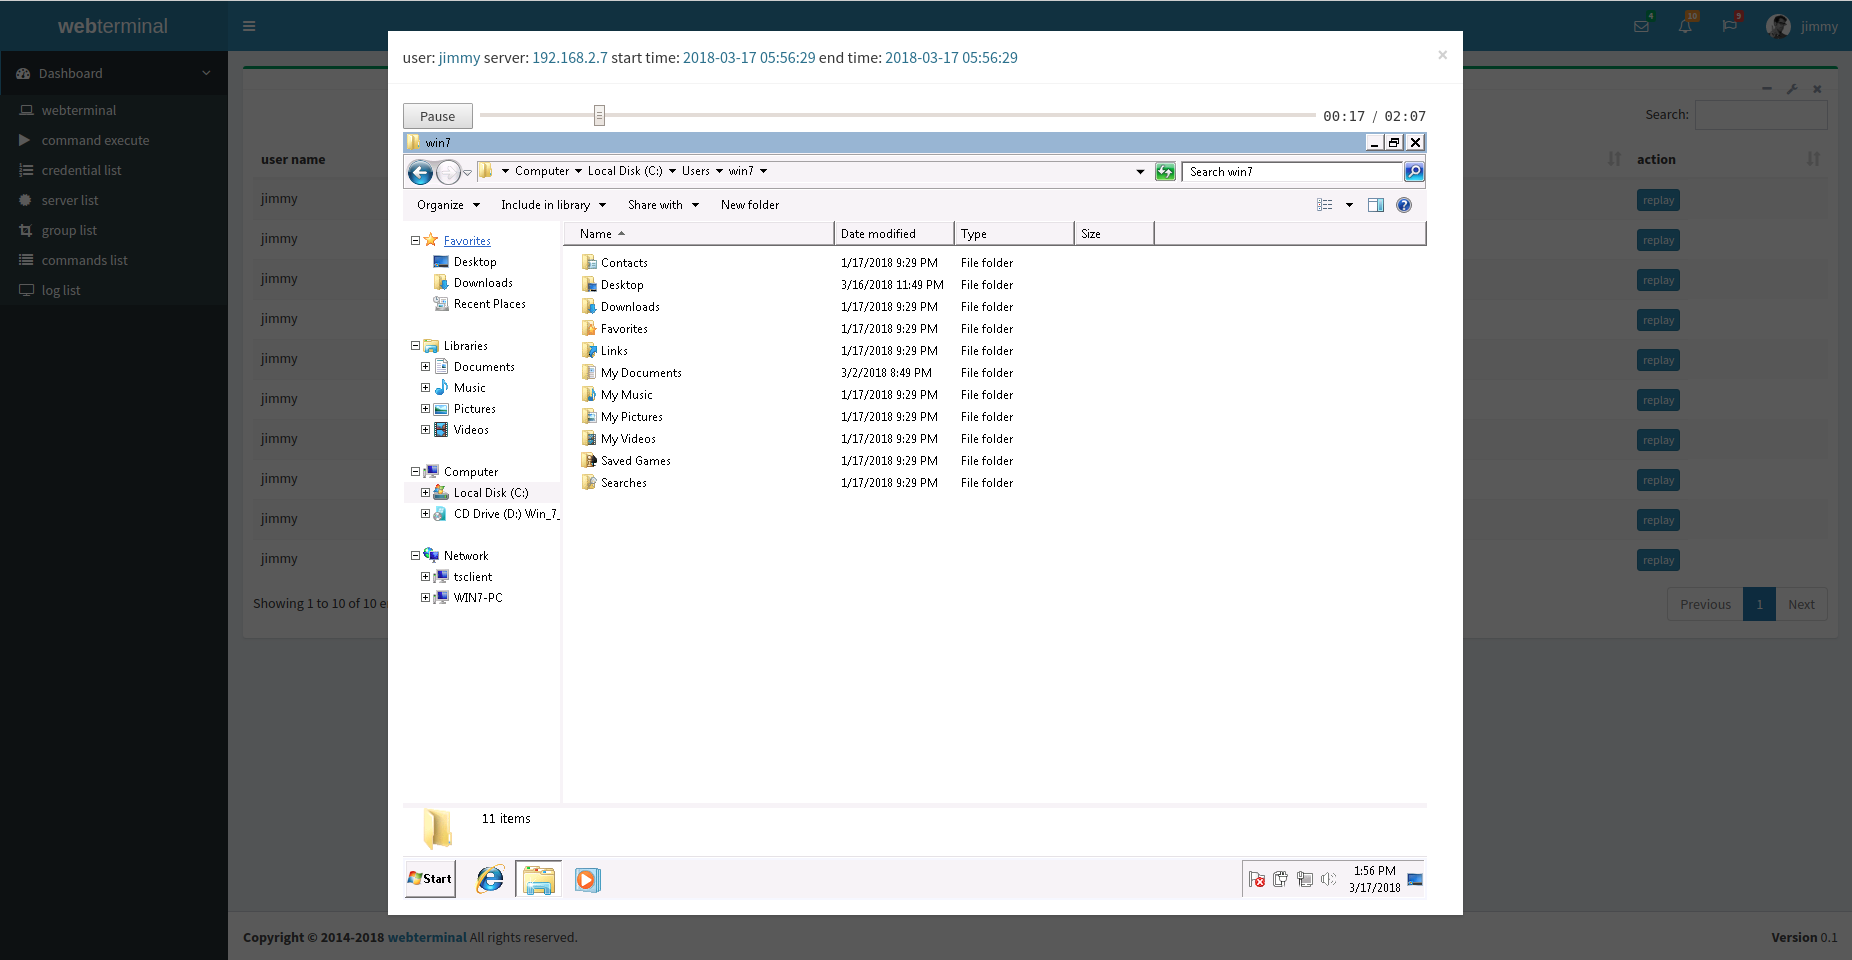 webterminal
4
10
9
jimmy
Dashboard
webterminal
command execute
credential list
server list
group list
commands list
log list
user: jimmy server: 192.168.2.7 start time: 2018-03-17 05:56:29 end time: 2018-03-17 05:56:29
×
Pause
00:17 / 02:07
win7
Computer Local Disk (C:) Users win7
Search win7
Organize Include in library Share with New folder
Name Date modified Type Size
Favorites
Desktop
Downloads
Recent Places
Libraries
Documents
Music
Pictures
Videos
Computer
Local Disk (C:)
CD Drive (D:) Win_7_
Network
tsclient
WIN7-PC
Contacts 1/17/2018 9:29 PM File folder
Desktop 3/16/2018 11:49 PM File folder
Downloads 1/17/2018 9:29 PM File folder
Favorites 1/17/2018 9:29 PM File folder
Links 1/17/2018 9:29 PM File folder
My Documents 3/2/2018 8:49 PM File folder
My Music 1/17/2018 9:29 PM File folder
My Pictures 1/17/2018 9:29 PM File folder
My Videos 1/17/2018 9:29 PM File folder
Saved Games 1/17/2018 9:29 PM File folder
Searches 1/17/2018 9:29 PM File folder
11 items
Start
1:56 PM
3/17/2018
Search:
user name action
jimmy replay
jimmy replay
jimmy replay
jimmy replay
jimmy replay
jimmy replay
jimmy replay
jimmy replay
jimmy replay
jimmy replay
Showing 1 to 10 of 10 e
Previous 1 Next
Copyright © 2014-2018 webterminal All rights reserved.
Version 0.1